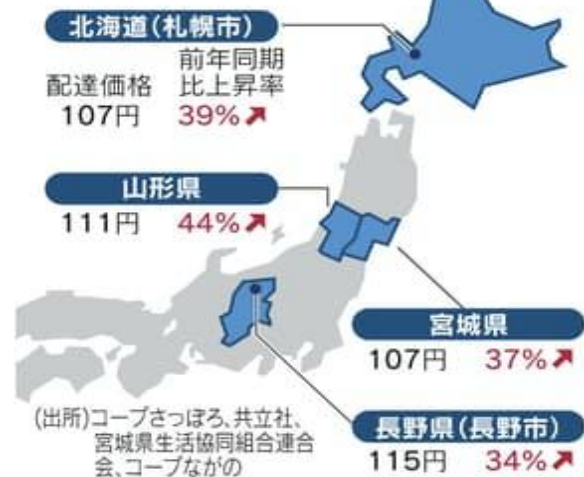 北海道(札幌市)
配達価格
前年同期
比上昇率
107円 39%↗
山形県
111円 44%↗
宮城県
107円 37%↗
長野県(長野市)
115円 34%↗
(出所)コープさっぽろ、共立社、
宮城県生活協同組合連合
会、コープながの